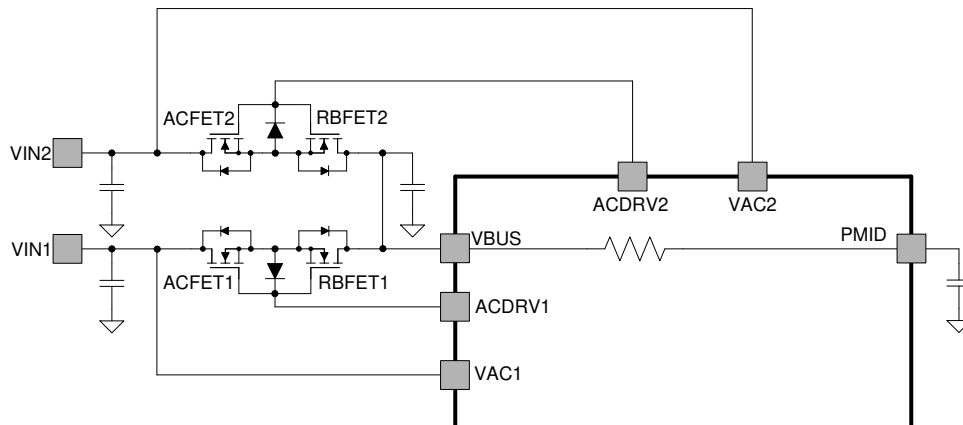 ACFET2
RBFET2
VIN2
ACDRV2
VAC2
VIN1
VBUS
PMID
ACFET1
RBFET1
ACDRV1
VAC1